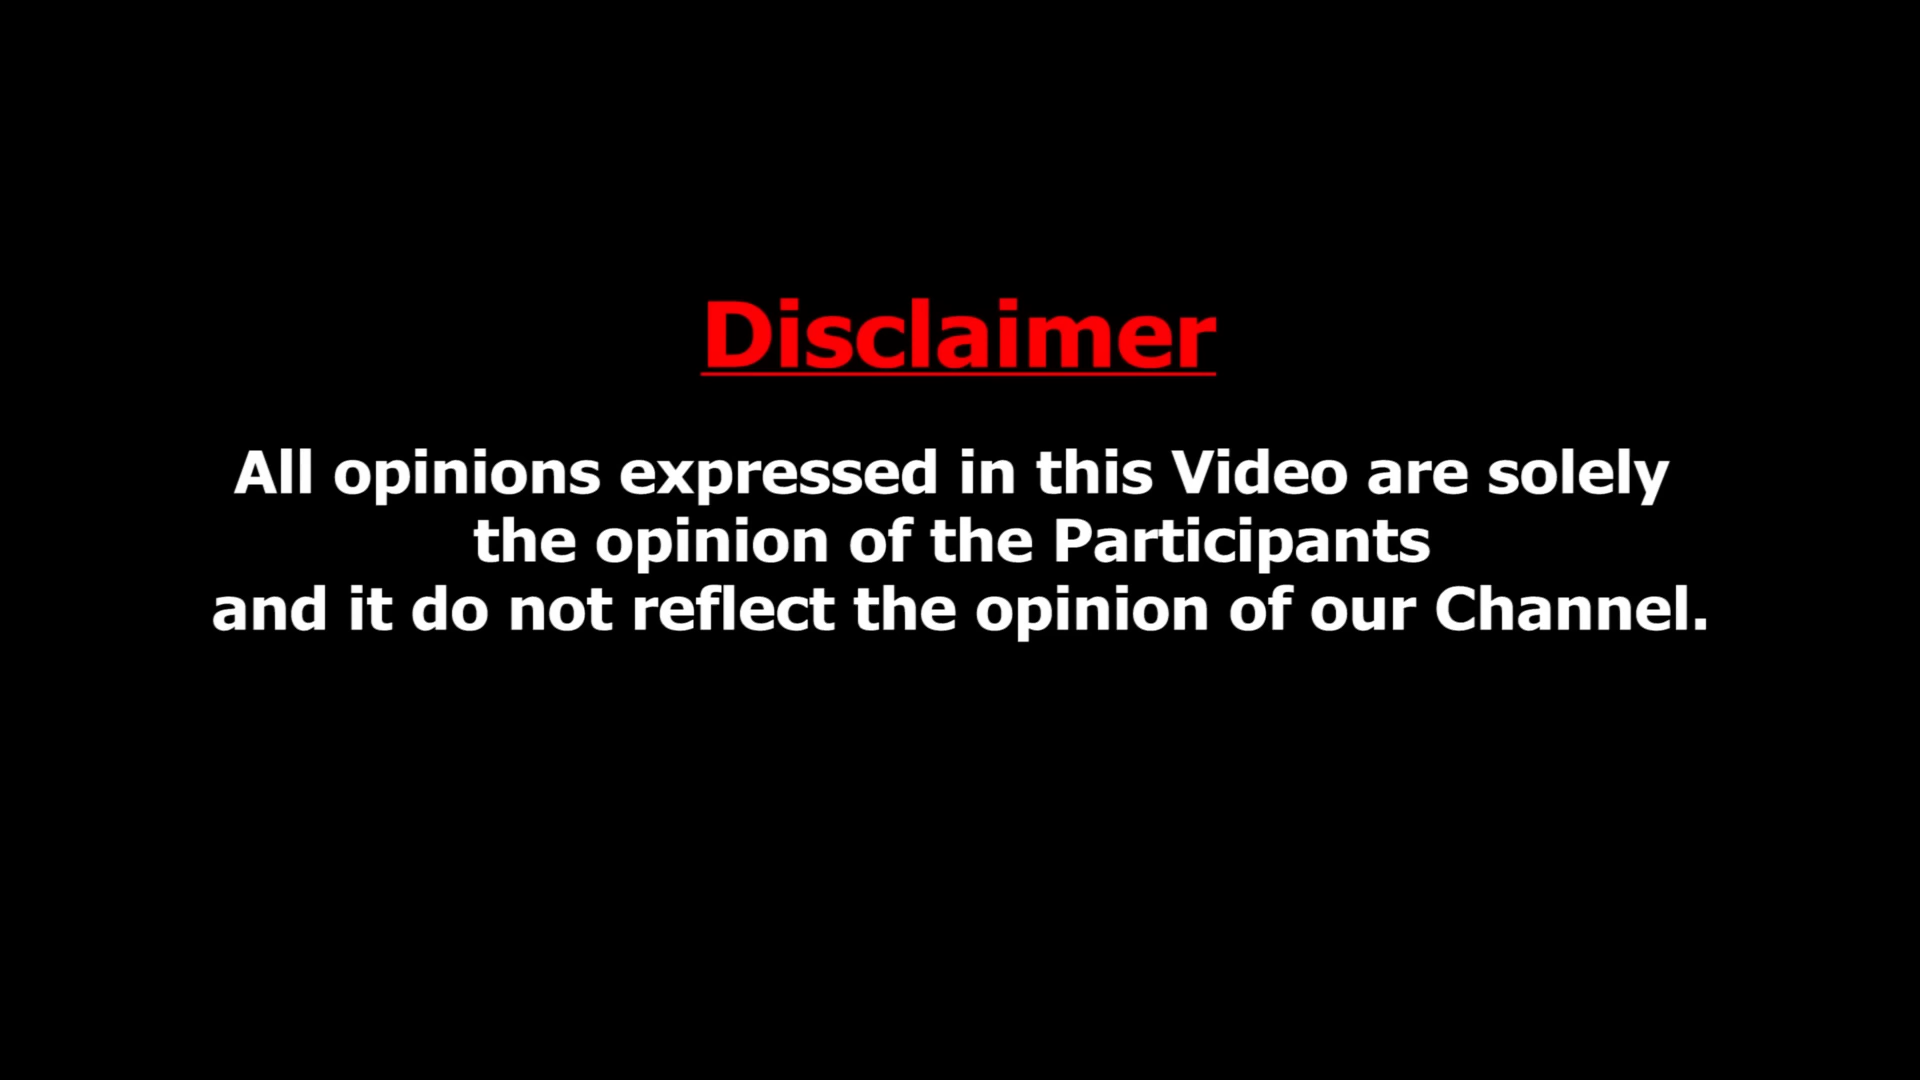 Disclaimer
All opinions expressed in this Video are solely
the opinion of the Participants
and it do not reflect the opinion of our Channel.